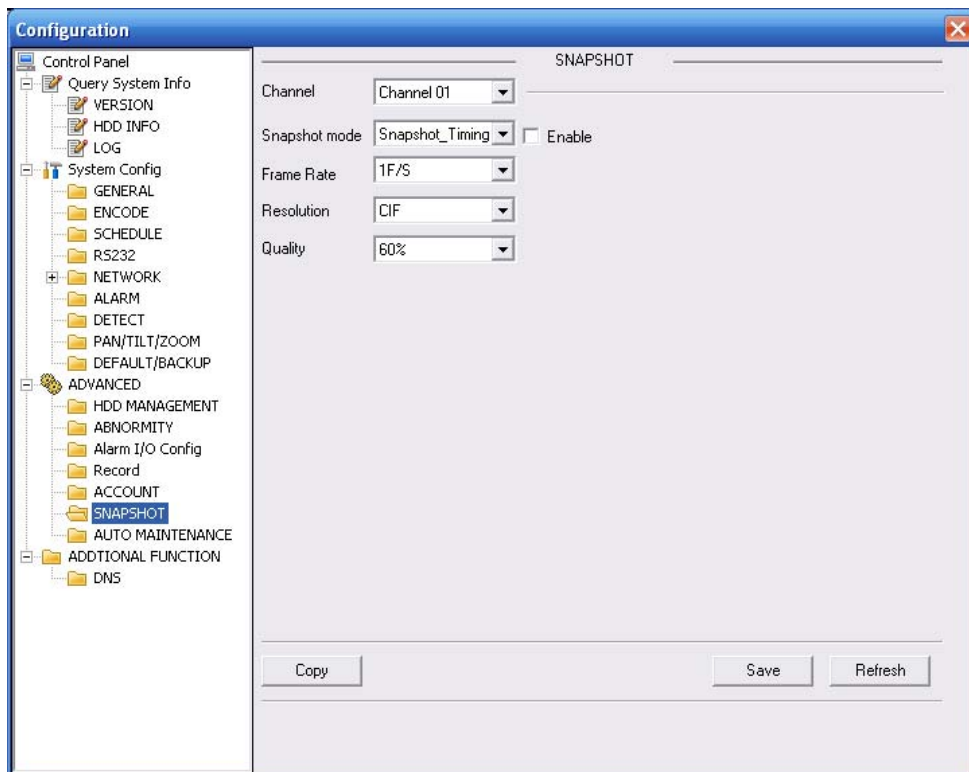 Configuration
Control Panel
Query System Info
VERSION
HDD INFO
LOG
System Config
GENERAL
ENCODE
SCHEDULE
RS232
NETWORK
ALARM
DETECT
PAN/TILT/ZOOM
DEFAULT/BACKUP
ADVANCED
HDD MANAGEMENT
ABNORMITY
Alarm I/O Config
Record
ACCOUNT
SNAPSHOT
AUTO MAINTENANCE
ADDTIONAL FUNCTION
DNS
SNAPSHOT
Channel Channel 01
Snapshot mode Snapshot_Timing Enable
Frame Rate 1F/S
Resolution CIF
Quality 60%
Copy Save Refresh